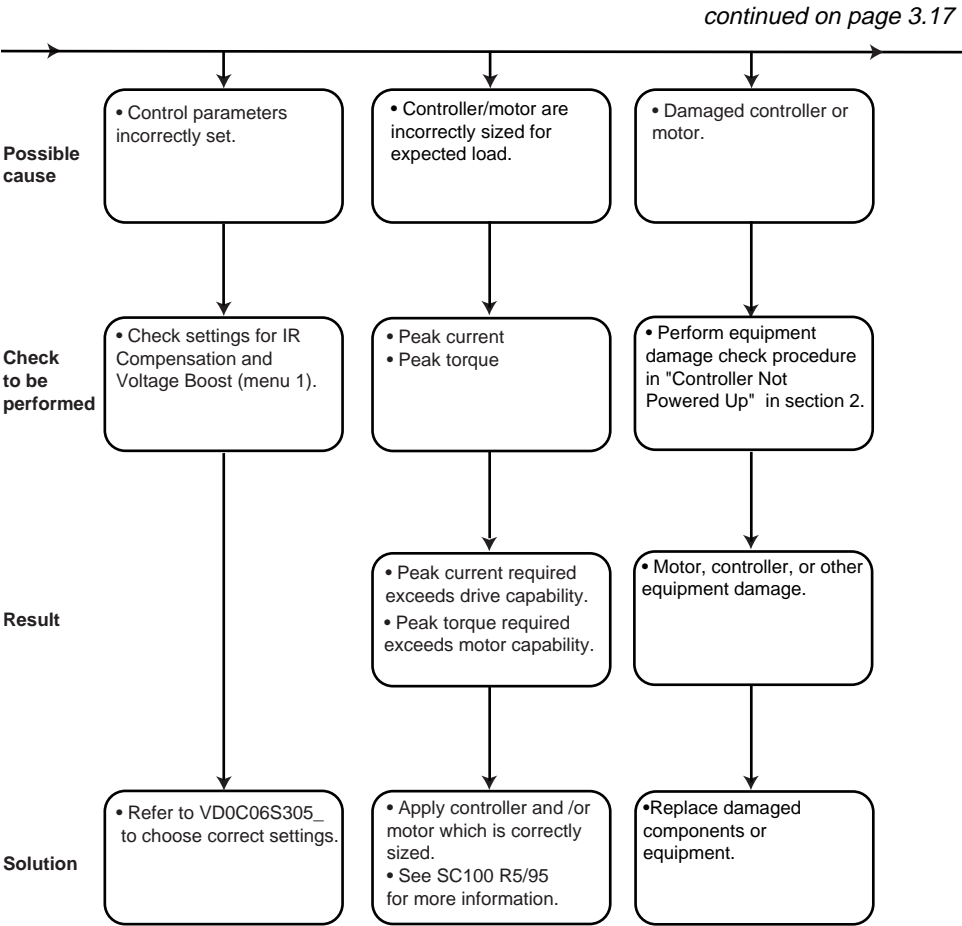 continued on page 3.17
Possible
cause
• Control parameters
incorrectly set.
• Controller/motor are
incorrectly sized for
expected load.
• Damaged controller or
motor.
Check
to be
performed
• Check settings for IR
Compensation and
Voltage Boost (menu 1).
• Peak current
• Peak torque
• Perform equipment
damage check procedure
in "Controller Not
Powered Up" in section 2.
Result
• Peak current required
exceeds drive capability.
• Peak torque required
exceeds motor capability.
• Motor, controller, or other
equipment damage.
Solution
• Refer to VD0C06S305_
to choose correct settings.
• Apply controller and /or
motor which is correctly
sized.
• See SC100 R5/95
for more information.
•Replace damaged
components or
equipment.